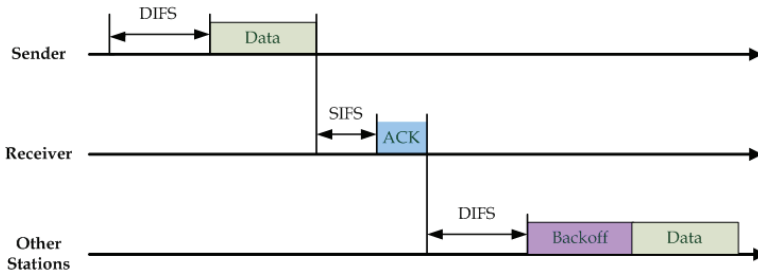 DIFS
Data
Sender
SIFS
ACK
Receiver
DIFS
Backoff
Data
Other
Stations